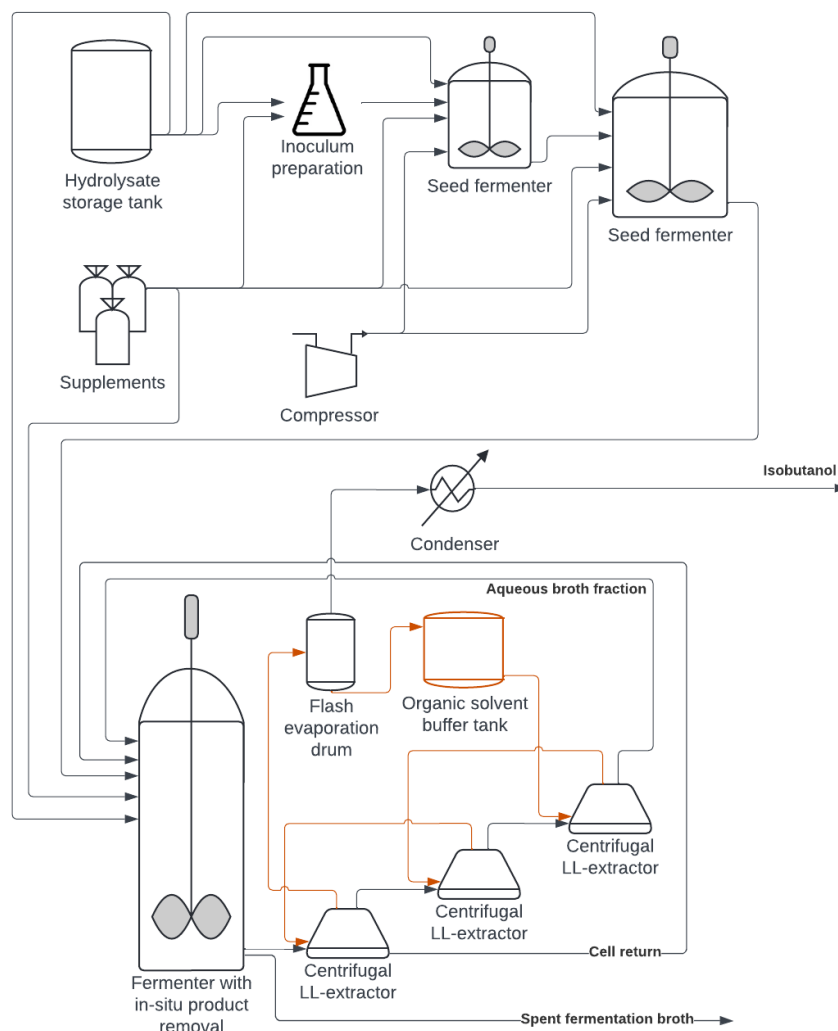 Hydrolysate
storage tank
Inoculum
preparation
Seed fermenter
Seed fermenter
Supplements
Compressor
Isobutanol
Condenser
Aqueous broth fraction
Flash
evaporation
drum
Organic solvent
buffer tank
Centrifugal
LL-extractor
Centrifugal
LL-extractor
Cell return
Centrifugal
LL-extractor
Fermenter with
in-situ product
removal
Spent fermentation broth